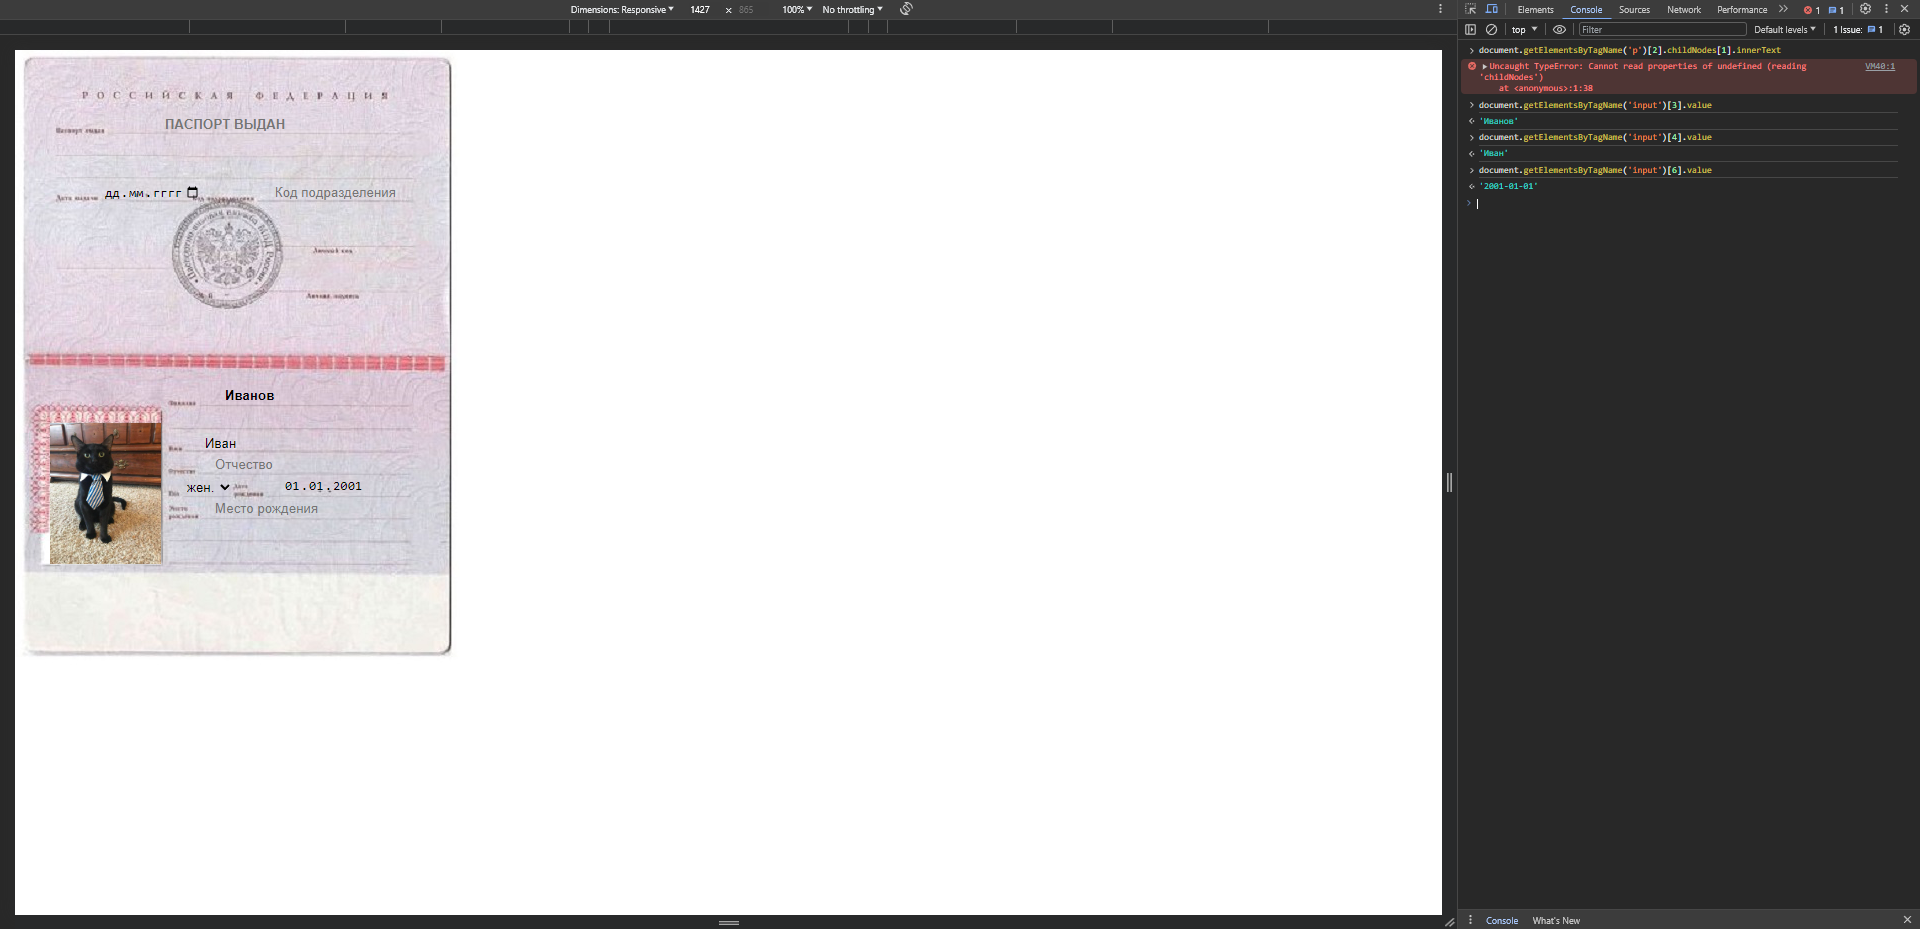 Dimensions: Responsive 1427 × 865 100% No throttling
РОССИЙСКАЯ ФЕДЕРАЦИЯ
Паспорт выдан ПАСПОРТ ВЫДАН
Дата выдачи дд.мм.гггг Код подразделения Код подразделения
Личный код
Личная подпись
Фамилия Иванов
Имя Иван
Отчество Отчество
Пол жен. Дата рождения 01.01.2001
Место рождения Место рождения
Elements Console Sources Network Performance 1 1
top Filter Default levels 1 Issue: 1
document.getElementsByTagName('p')[2].childNodes[1].innerText
Uncaught TypeError: Cannot read properties of undefined (reading VM40:1
'childNodes')
at <anonymous>:1:38
document.getElementsByTagName('input')[3].value
'Иванов'
document.getElementsByTagName('input')[4].value
'Иван'
document.getElementsByTagName('input')[6].value
'2001-01-01'
Console What's New